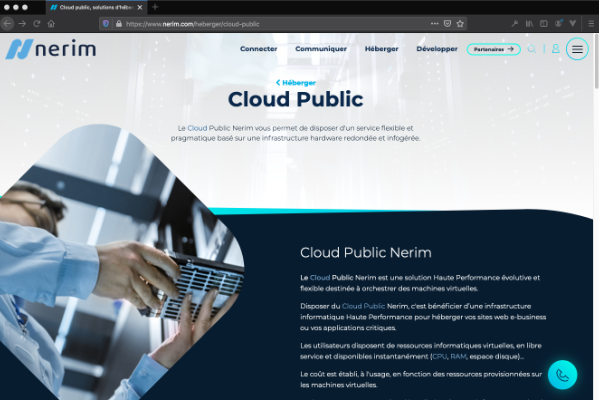 Cloud public, solutions d'héber
https://www.nerim.com/heberger/cloud-public
nerim
Connecter Communiquer Héberger Développer Partenaires
Héberger
Cloud Public
Le Cloud Public Nerim vous permet de disposer d'un service flexible et
pragmatique basé sur une infrastructure hardware redondée et infogérée.
Cloud Public Nerim
Le Cloud Public Nerim est une solution Haute Performance évolutive et
flexible destinée à orchestrer des machines virtuelles.
Disposer du Cloud Public Nerim, c'est bénéficier d'une infrastructure
informatique Haute Performance pour héberger vos sites web e-business
ou vos applications critiques.
Les utilisateurs disposent de ressources informatiques virtuelles, en libre
service et disponibles instantanément (CPU, RAM, espace disque)...
Le coût est établi, à l'usage, en fonction des ressources provisionnées sur
les machines virtuelles.